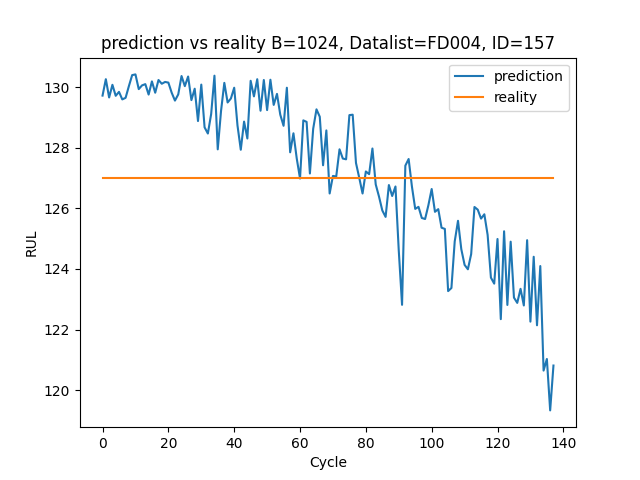 prediction vs reality B=1024, Datalist=FD004, ID=157
prediction
reality
RUL
130
128
126
124
122
120
0 20 40 60 80 100 120 140
Cycle